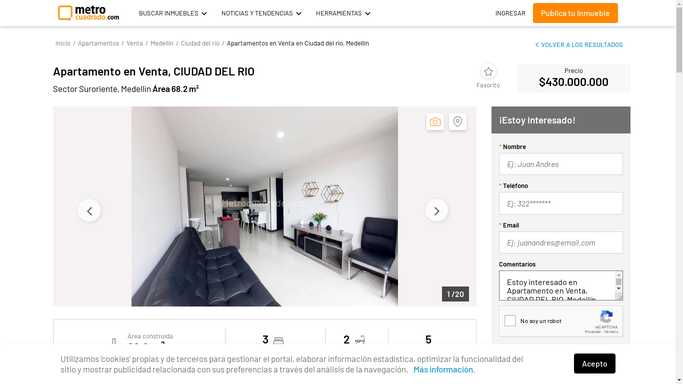 metro
cuadrado.com
BUSCAR INMUEBLES
NOTICIAS Y TENDENCIAS
HERRAMIENTAS
INGRESAR
Publica tu Inmueble
Inicio / Apartamentos / Venta / Medellín / Ciudad del rio / Apartamentos en Venta en Ciudad del rio, Medellin
VOLVER A LOS RESULTADOS
Apartamento en Venta, CIUDAD DEL RIO
Sector Suroriente, Medellín Área 68.2 m²
Favorito
Precio
$430.000.000
1 /20
¡Estoy Interesado!
* Nombre
Ej: Juan Andres
* Teléfono
Ej: 322*******
* Email
Ej: juanandres@email.com
Comentarios
Estoy interesado en
Apartamento en Venta,
CIUDAD DEL RIO, Medellín
No soy un robot
reCAPTCHA
Privacidad - Términos
Área construida
3
2
5
Utilizamos 'cookies' propias y de terceros para gestionar el portal, elaborar información estadística, optimizar la funcionalidad del
sitio y mostrar publicidad relacionada con sus preferencias a través del análisis de la navegación. Más información.
Acepto